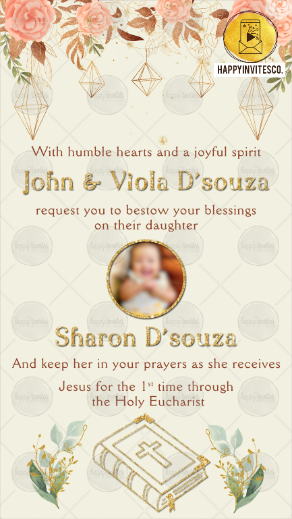 HAPPYINVITESCO.
With humble hearts and a joyful spirit
John & Viola D'souza
request you to bestow your blessings
on their daughter
Sharon D'souza
And keep her in your prayers as she receives
Jesus for the 1st time through
the Holy Eucharist